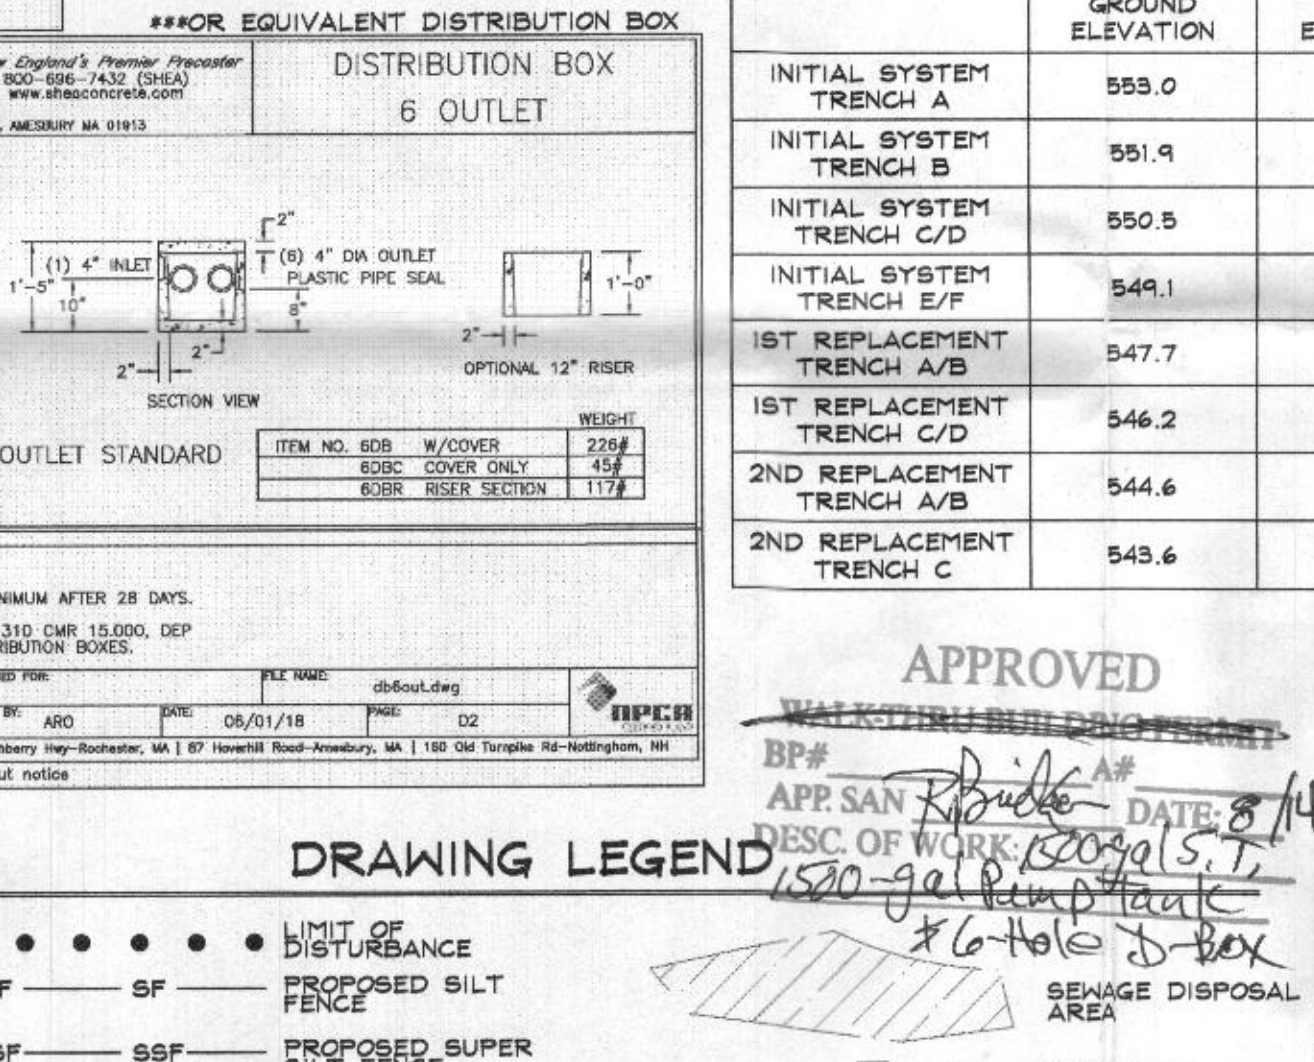 ***OR EQUIVALENT DISTRIBUTION BOX
England's Premier Precaster
800-696-7432 (SHEA)
www.sheaconcrete.com
, AMESBURY MA 01913
DISTRIBUTION BOX
6 OUTLET
2"
(1) 4" INLET
(6) 4" DIA OUTLET
PLASTIC PIPE SEAL
1'-5"
10"
8"
1'-0"
2"
2"
2"
SECTION VIEW
OPTIONAL 12" RISER
OUTLET STANDARD
WEIGHT
ITEM NO. 6DB W/COVER 226#
6DBC COVER ONLY 45#
6DBR RISER SECTION 117#
NIMUM AFTER 28 DAYS.
310 CMR 15.000, DEP
RIBUTION BOXES.
FOR:
FILE NAME:
db6out.dwg
BY:
ARO
DATE:
06/01/18
PAGE:
D2
NPCA
nberry Hwy-Rochester, MA | 87 Haverhill Road-Amesbury, MA | 160 Old Turnpike Rd-Nottingham, NH
ut notice
GROUND
ELEVATION
E
INITIAL SYSTEM
TRENCH A
553.0
INITIAL SYSTEM
TRENCH B
551.9
INITIAL SYSTEM
TRENCH C/D
550.5
INITIAL SYSTEM
TRENCH E/F
549.1
1ST REPLACEMENT
TRENCH A/B
547.7
1ST REPLACEMENT
TRENCH C/D
546.2
2ND REPLACEMENT
TRENCH A/B
544.6
2ND REPLACEMENT
TRENCH C
543.6
APPROVED
WALK-THRU BUILDING PERMIT
BP# A#
APP. SAN R. Bricker DATE: 8/14
DESC. OF WORK: 1500-gal S.T,
1500-gal Pump tank
& 6-Hole D-Box
DRAWING LEGEND
LIMIT OF
DISTURBANCE
F SF PROPOSED SILT
FENCE
SF SSF PROPOSED SUPER
SILT FENCE
SEWAGE DISPOSAL
AREA